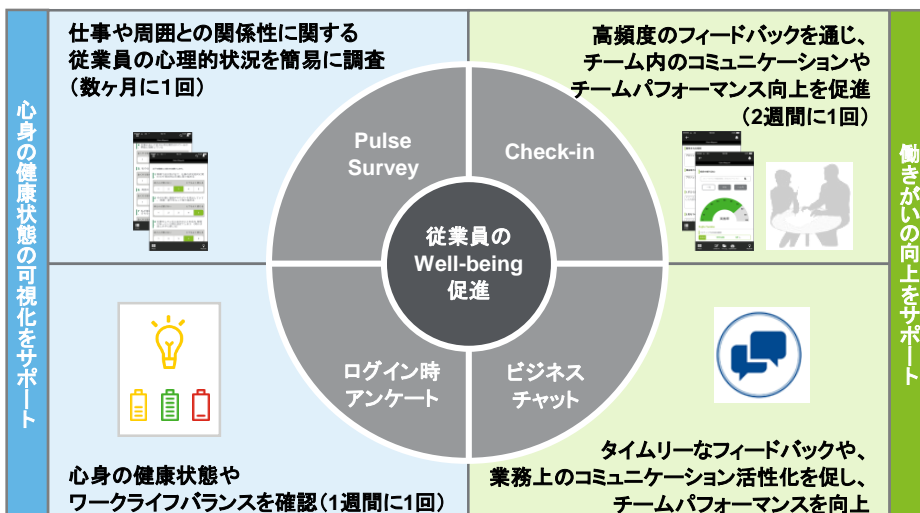 心身の健康状態の可視化をサポート
仕事や周囲との関係性に関する
従業員の心理的状況を簡易に調査
（数ヶ月に１回）
高頻度のフィードバックを通じ、
チーム内のコミュニケーションや
チームパフォーマンス向上を促進
（2週間に1回）
働きがいの向上をサポート
Pulse
Survey
Check-in
従業員の
Well-being
促進
ログイン時
アンケート
ビジネス
チャット
心身の健康状態や
ワークライフバランスを確認（1週間に1回）
タイムリーなフィードバックや、
業務上のコミュニケーション活性化を促し、
チームパフォーマンスを向上